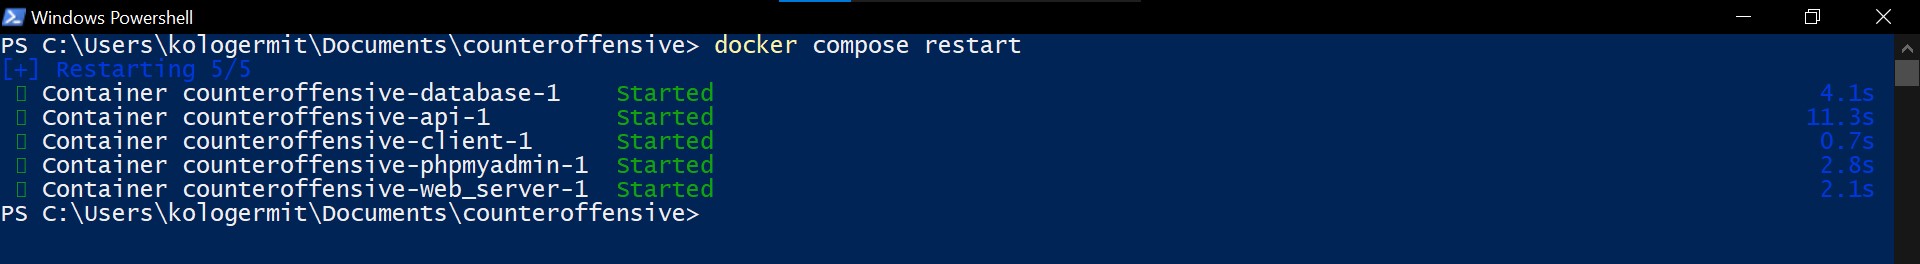 Windows Powershell
PS C:\Users\kologermit\Documents\counteroffensive> docker compose restart
[+] Restarting 5/5
Container counteroffensive-database-1 Started 4.1s
Container counteroffensive-api-1 Started 11.3s
Container counteroffensive-client-1 Started 0.7s
Container counteroffensive-phpmyadmin-1 Started 2.8s
Container counteroffensive-web_server-1 Started 2.1s
PS C:\Users\kologermit\Documents\counteroffensive>